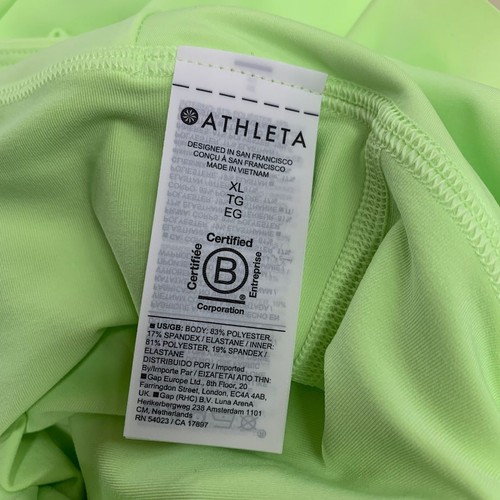 ATHLETA
DESIGNED IN SAN FRANCISCO
CONÇU À SAN FRANCISCO
MADE IN VIETNAM
XL
TG
EG
Certified
Certifiée
B
Entreprise
Corporation
US/GB: BODY: 83% POLYESTER,
17% SPANDEX / ELASTANE / INNER:
81% POLYESTER, 19% SPANDEX /
ELASTANE
DISTRIBUIDO POR / Imported
By/Importe Par / ΕΙΣΑΓΕΤΑΙ ΑΠΟ ΤΗΝ:
Gap Europe Ltd., 8th Floor, 20
Farringdon Street, London, EC4A 4AB,
UK. Gap (RHC) B.V. Luna ArenA
Herikerbergweg 238 Amsterdam 1101
CM, Netherlands
RN 54023 / CA 17897